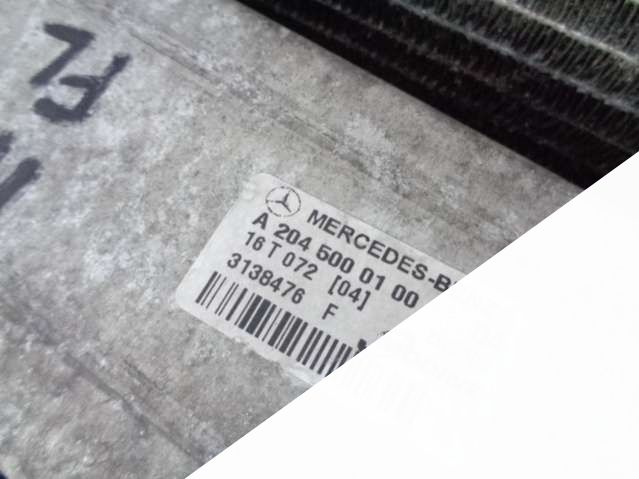 MERCEDES-B
A 204 500 01 00
16 T 072 [04]
3138476 F